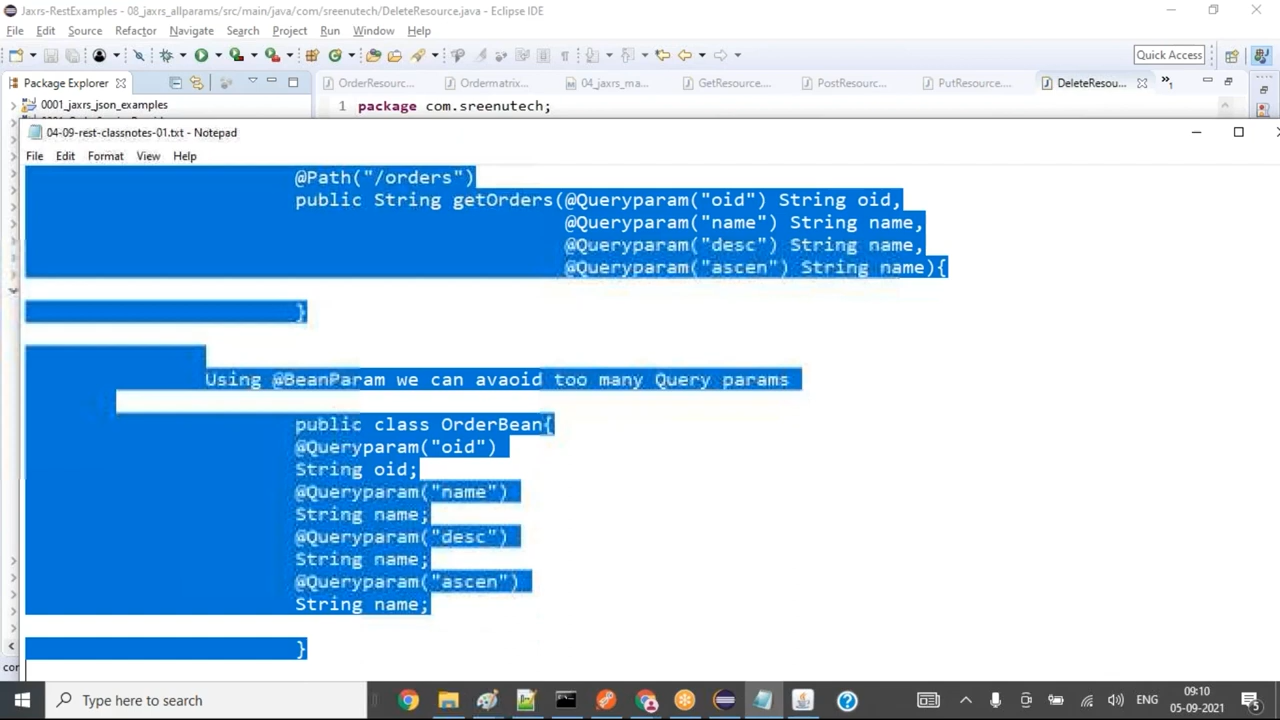 Jaxrs-RestExamples - 08_jaxrs_allparams/src/main/java/com/sreenutech/DeleteResource.java - Eclipse IDE
File Edit Source Refactor Navigate Search Project Run Window Help
Quick Access
Package Explorer
OrderResourc... Ordermatrix... 04_jaxrs_ma... GetResource... PostResourc... PutResource... DeleteResou... 1
0001_jaxrs_json_examples
1 package com.sreenutech;
04-09-rest-classnotes-01.txt - Notepad
File Edit Format View Help
@Path("/orders")
public String getOrders(@Queryparam("oid") String oid,
@Queryparam("name") String name,
@Queryparam("desc") String name,
@Queryparam("ascen") String name){
}
Using @BeanParam we can avaoid too many Query params
public class OrderBean{
@Queryparam("oid")
String oid;
@Queryparam("name")
String name;
@Queryparam("desc")
String name;
@Queryparam("ascen")
String name;
}
con
Type here to search
ENG
09:10
05-09-2021
5